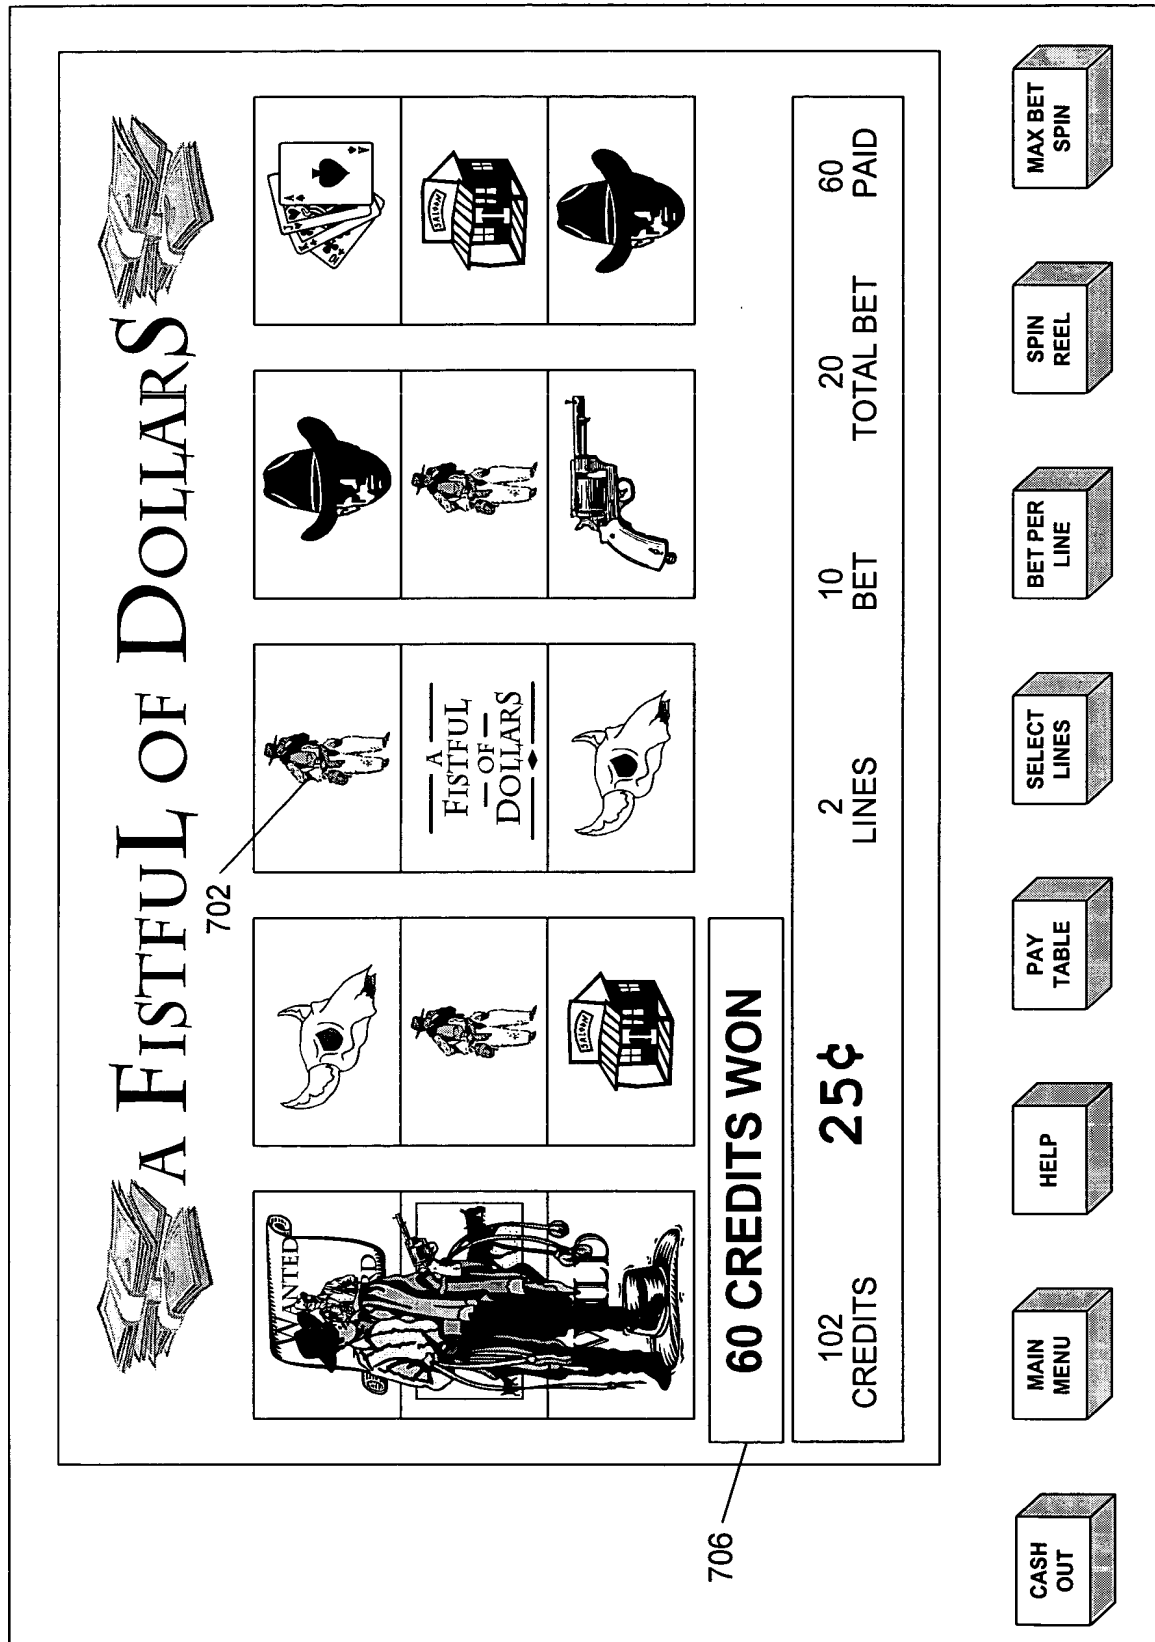 A FISTFUL OF DOLLARS
702
WANTED
A
FISTFUL
OF
DOLLARS
SALOON
SALOON
A
A
J
K
10
706
60 CREDITS WON
102
CREDITS
25¢
2
LINES
10
BET
20
TOTAL BET
60
PAID
CASH
OUT
MAIN
MENU
HELP
PAY
TABLE
SELECT
LINES
BET PER
LINE
SPIN
REEL
MAX BET
SPIN